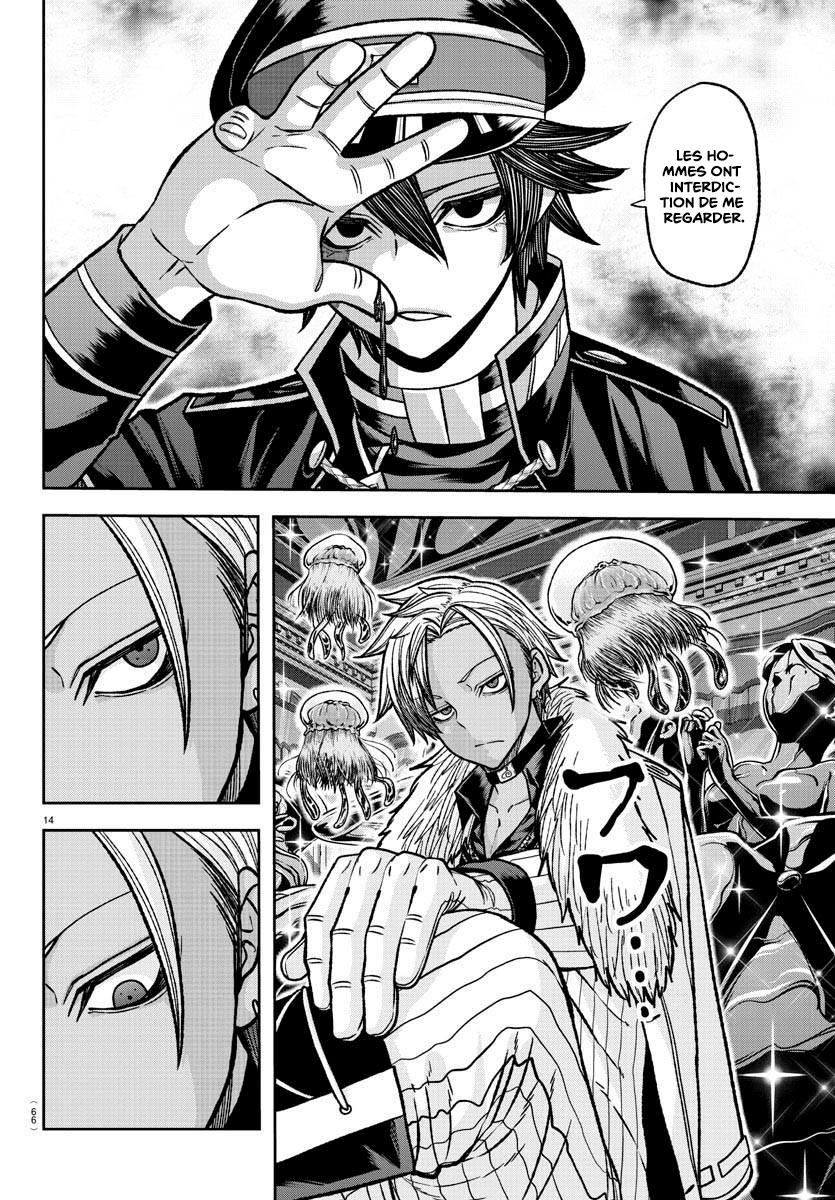 LES HO-
MMES ONT
INTERDIC-
TION DE ME
REGARDER.
フワ...
14
(66)